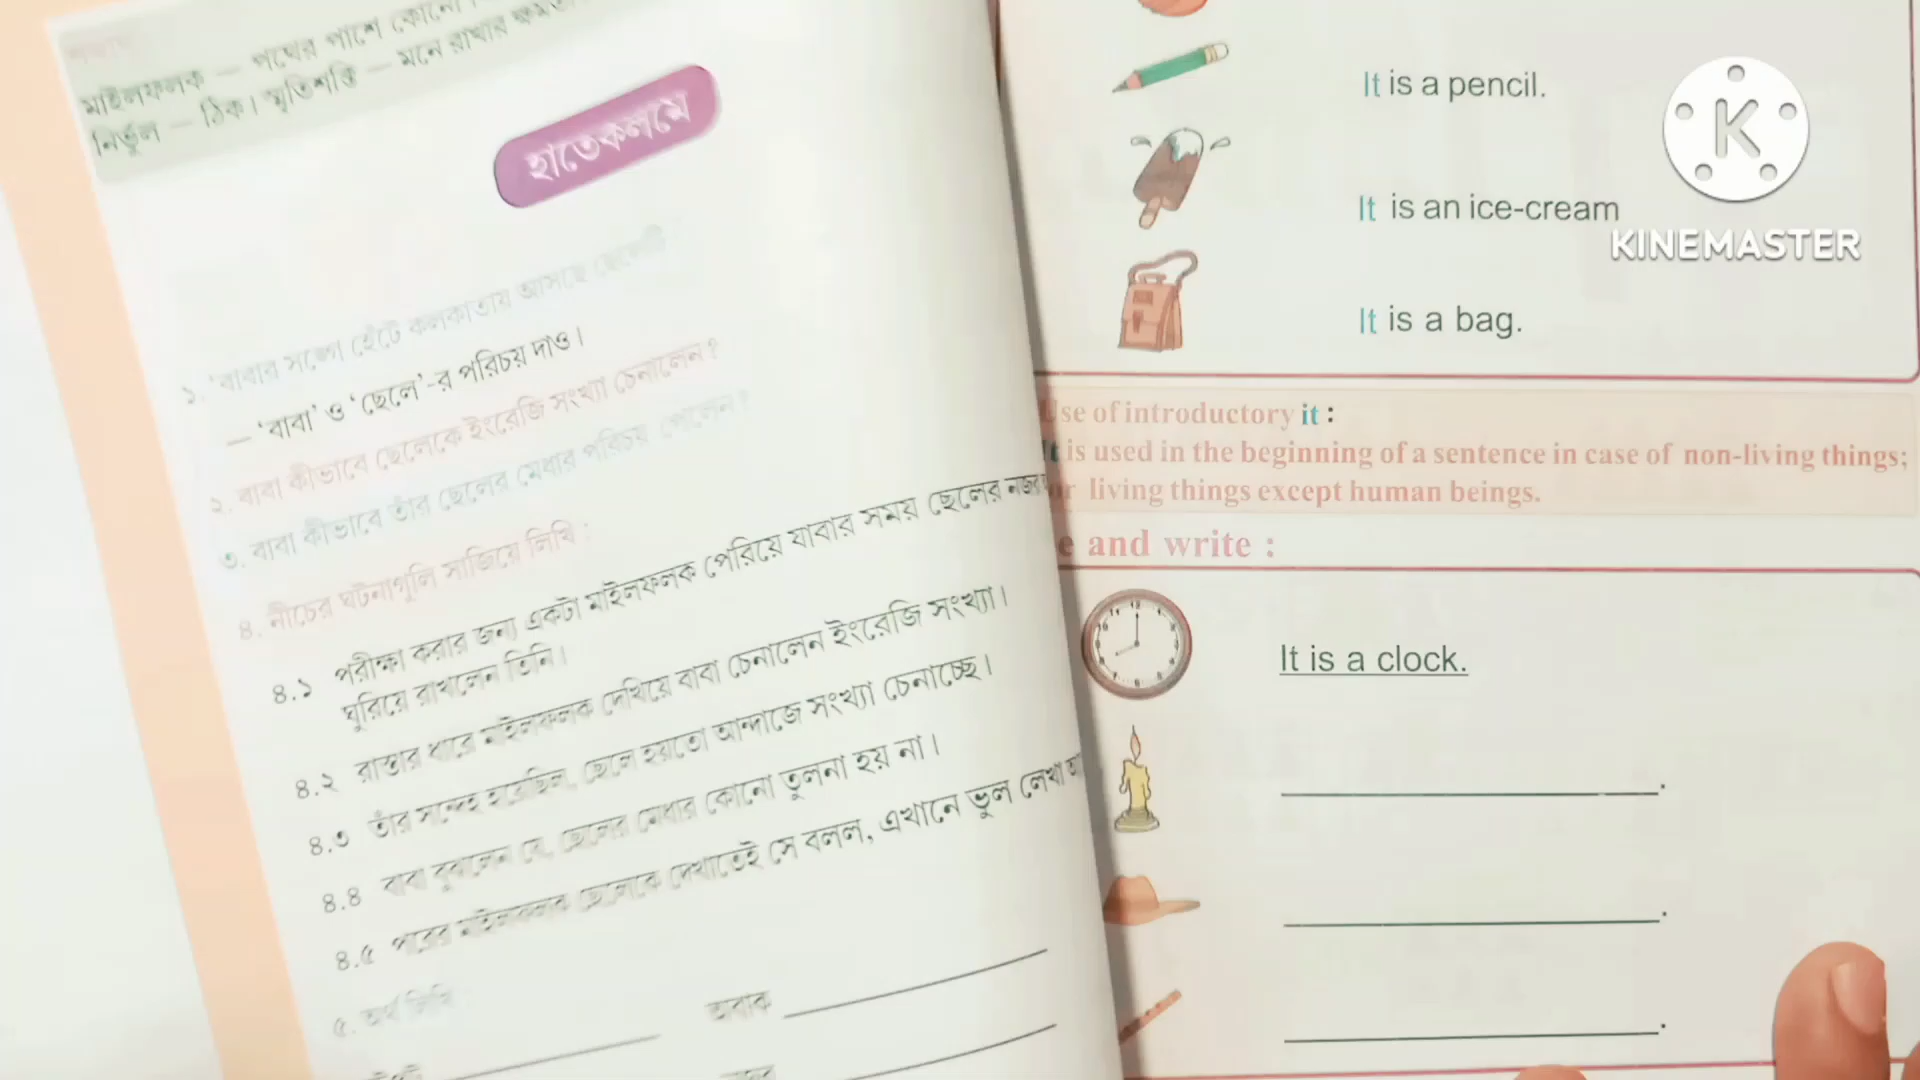 মাইলফলক — পথের পাশে কোনো
নির্ভুল — ঠিক। স্মৃতিশক্তি — মনে রাখার ক্ষমতা
হাতেকলমে
১. 'বাবার সঙ্গে হেঁটে কলকাতায় আসছে ছেলেটি'
— 'বাবা' ও 'ছেলে'-র পরিচয় দাও।
২. বাবা কীভাবে ছেলেকে ইংরেজি সংখ্যা চেনালেন?
৩. বাবা কীভাবে তাঁর ছেলের মেধার পরিচয় পেলেন?
৪. নীচের ঘটনাগুলি সাজিয়ে লিখি :
৪.১ পরীক্ষা করার জন্য একটা মাইলফলক পেরিয়ে যাবার সময় ছেলের নজর
ঘুরিয়ে রাখলেন তিনি।
৪.২ রাস্তার ধারে মাইলফলক দেখিয়ে বাবা চেনালেন ইংরেজি সংখ্যা।
৪.৩ তাঁর সন্দেহ হয়েছিল, ছেলে হয়তো আন্দাজে সংখ্যা চেনাচ্ছে।
৪.৪ বাবা বুঝলেন যে, ছেলের মেধার কোনো তুলনা হয় না।
৪.৫ পরের মাইলফলক ছেলেকে দেখাতেই সে বলল, এখানে ভুল লেখা
৫. অর্থ লিখি
অবাক
It is a pencil.
It is an ice-cream
It is a bag.
Use of introductory it :
It is used in the beginning of a sentence in case of non-living things;
or living things except human beings.
and write :
It is a clock.
K
KINEMASTER